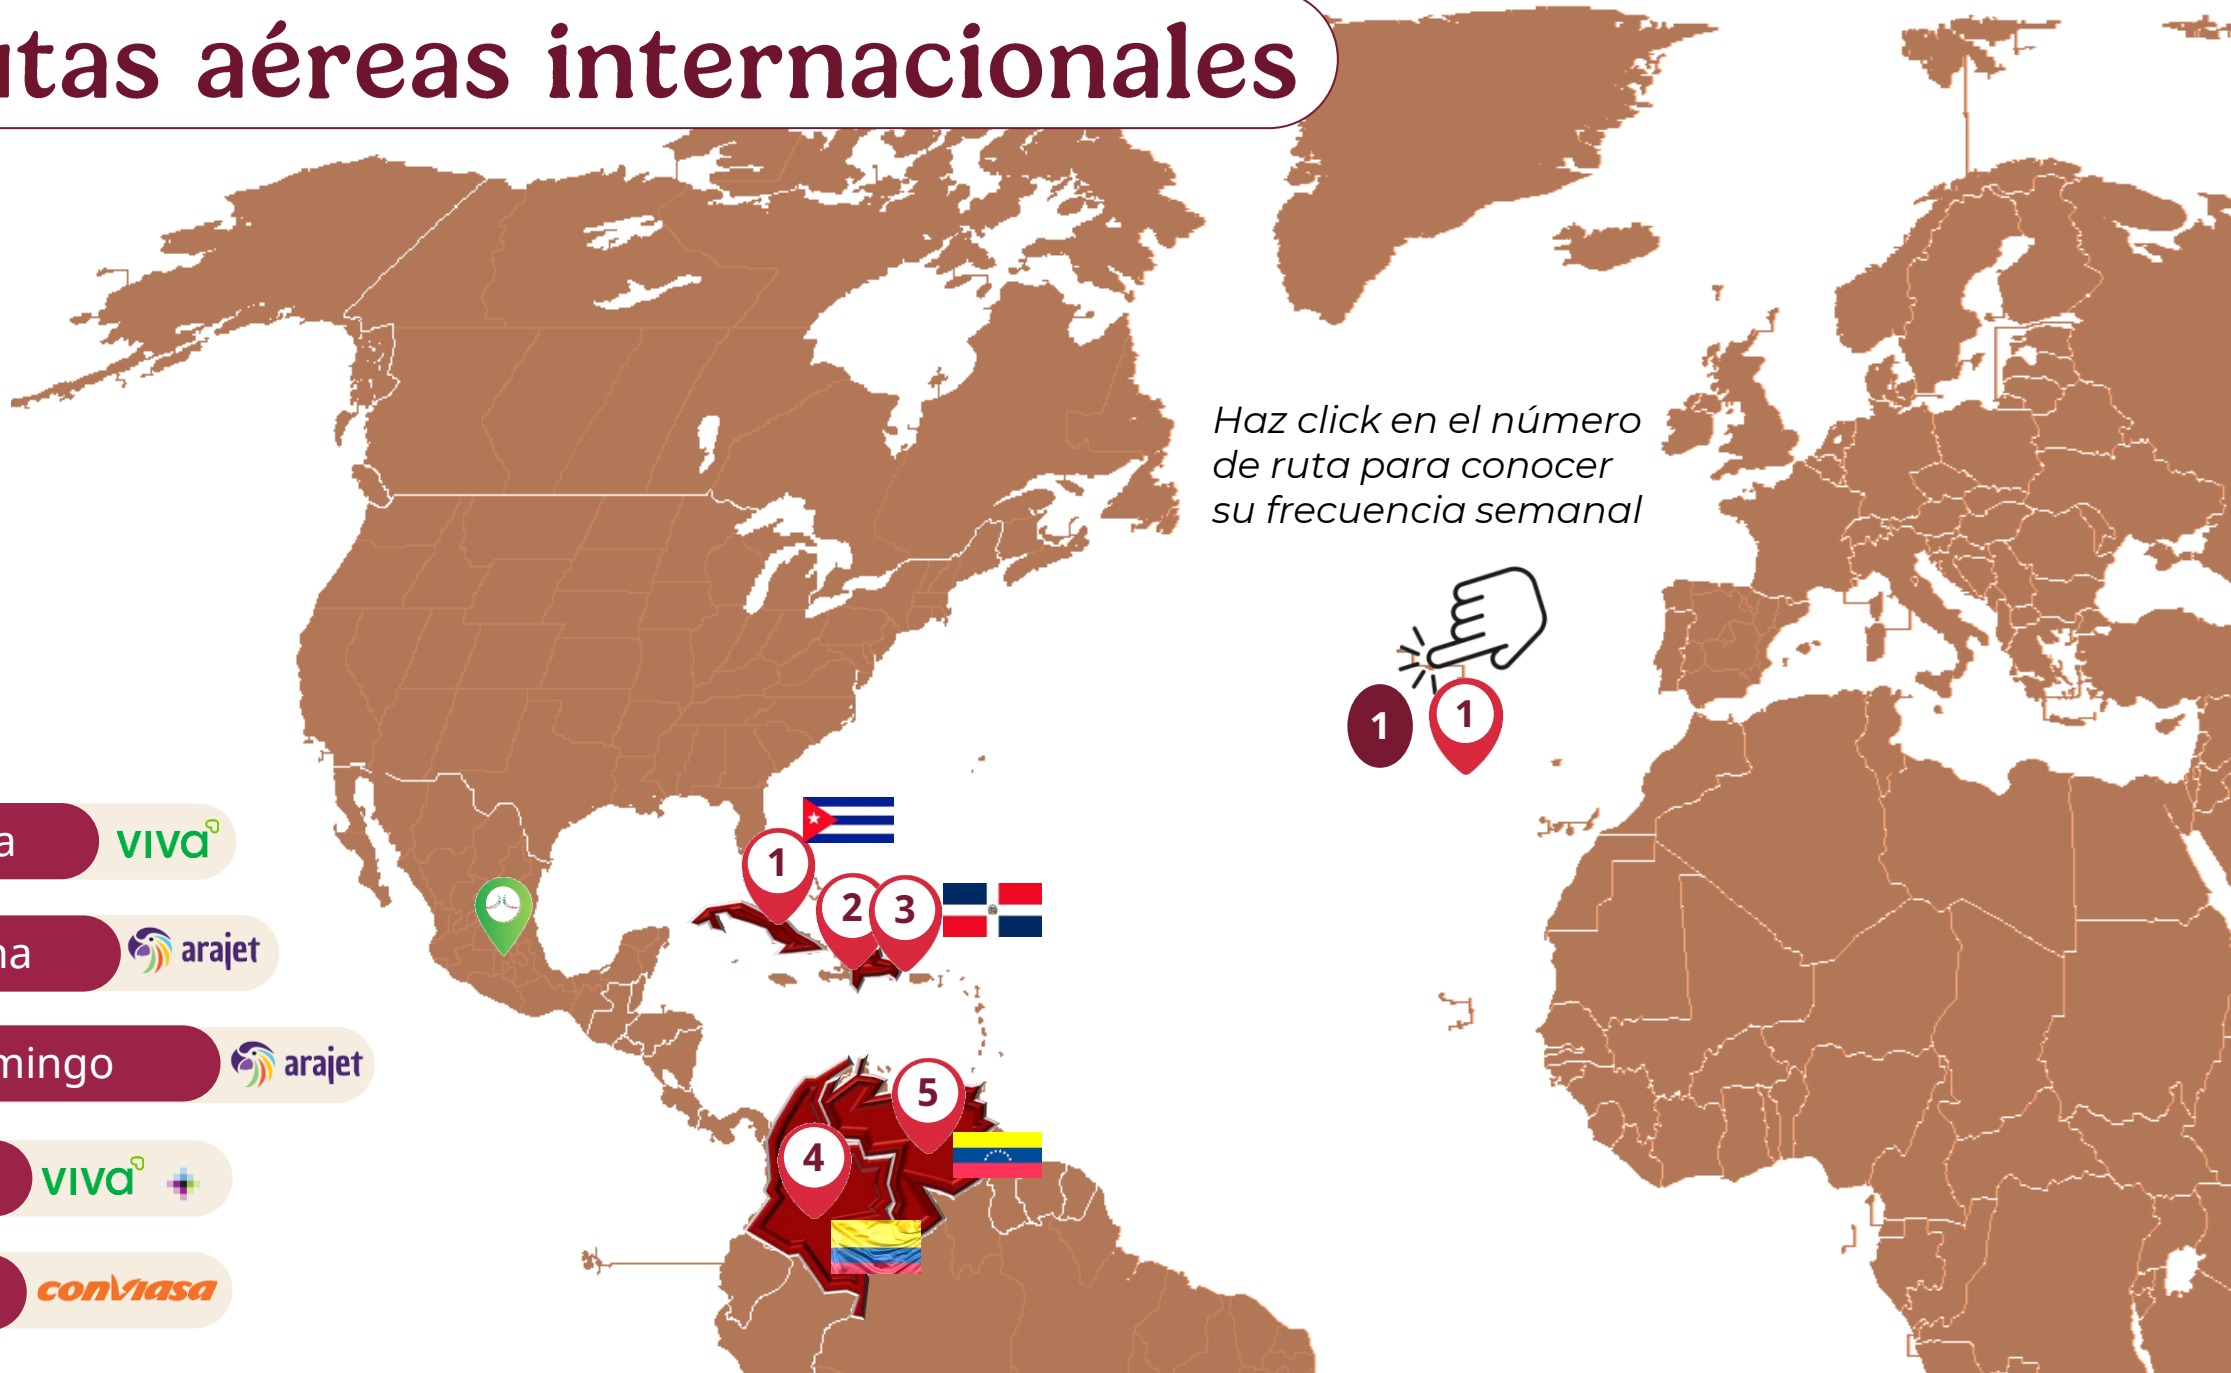 utas aéreas internacionales
Haz click en el número
de ruta para conocer
su frecuencia semanal
1
1
a viva
1
2
3
na arajet
mingo arajet
5
4
viva
conviasa